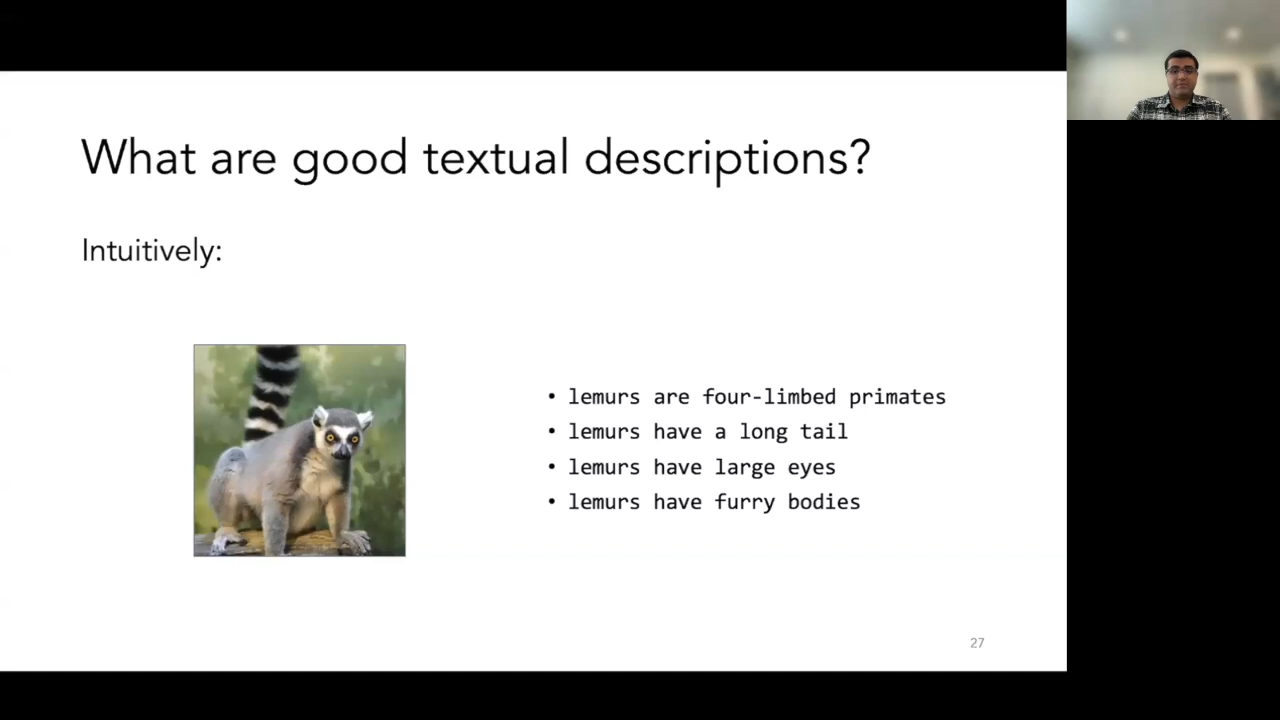 What are good textual descriptions?
Intuitively:
• lemurs are four-limbed primates
• lemurs have a long tail
• lemurs have large eyes
• lemurs have furry bodies
27